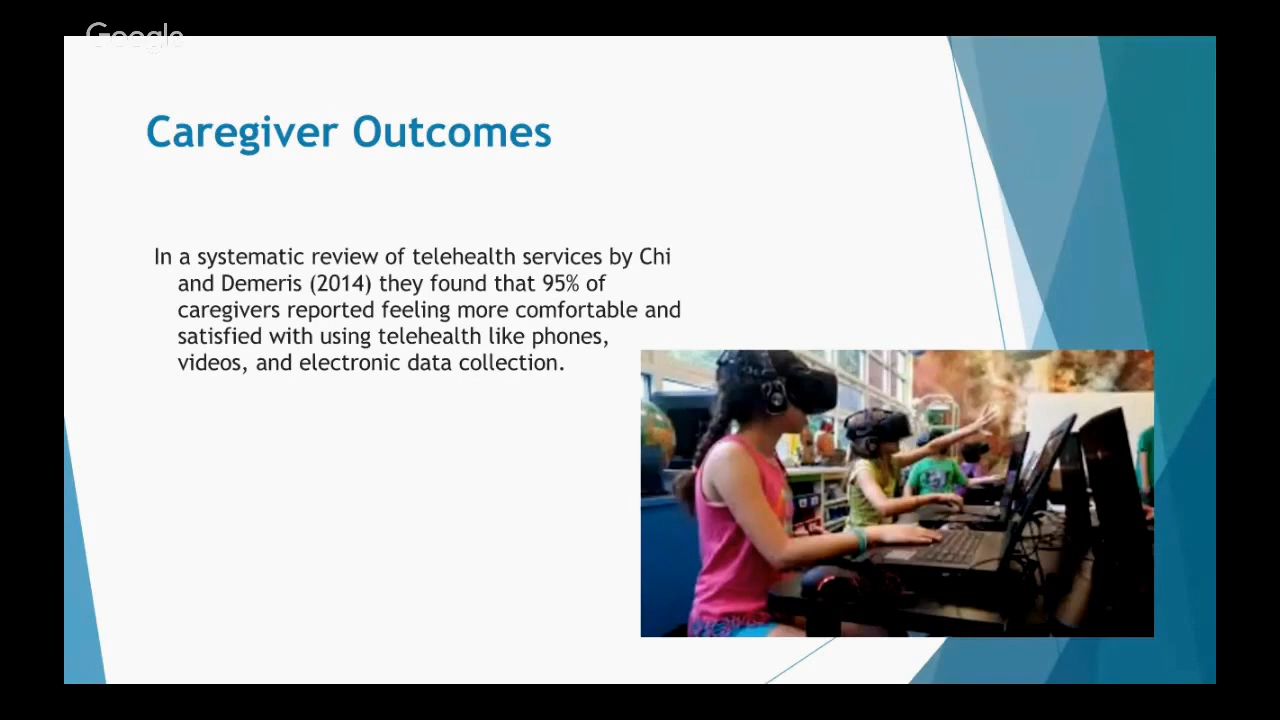 Google
Caregiver Outcomes
In a systematic review of telehealth services by Chi
and Demeris (2014) they found that 95% of
caregivers reported feeling more comfortable and
satisfied with using telehealth like phones,
videos, and electronic data collection.